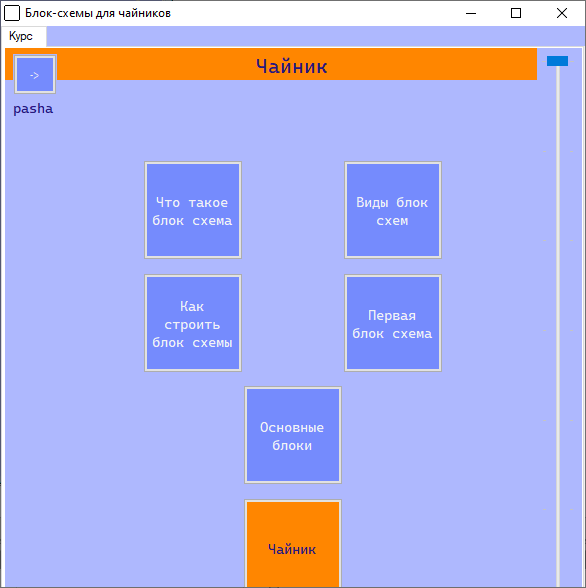 Блок-схемы для чайников
Курс
Чайник
->
pasha
Что такое
блок схема
Виды блок
схем
Как
строить
блок схемы
Первая
блок схема
Основные
блоки
Чайник